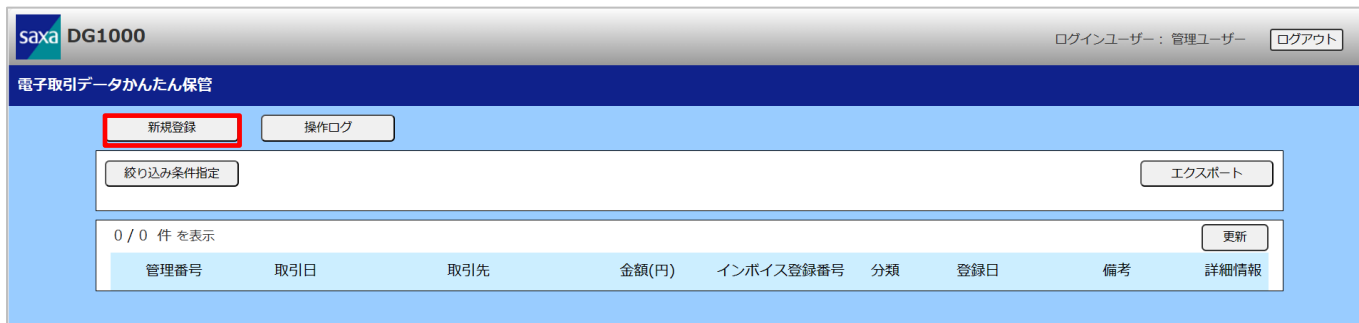 saxa DG1000 ログインユーザー： 管理ユーザー ログアウト
電子取引データかんたん保管
新規登録 操作ログ
絞り込み条件指定 エクスポート
0 / 0 件 を表示 更新
管理番号 取引日 取引先 金額(円) インボイス登録番号 分類 登録日 備考 詳細情報